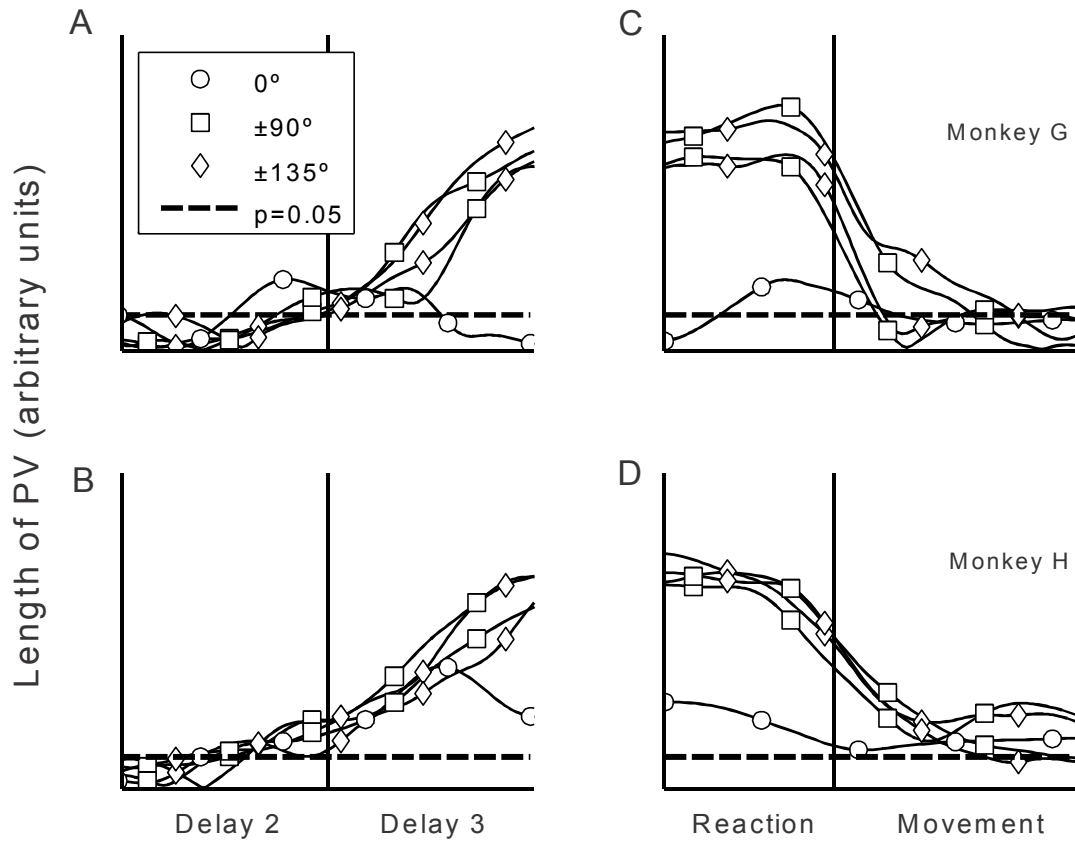 A
C
0º
±90º
±135º
p=0.05
Monkey G
Length of PV (arbitrary units)
B
D
Monkey H
Delay 2
Delay 3
Reaction
Movement